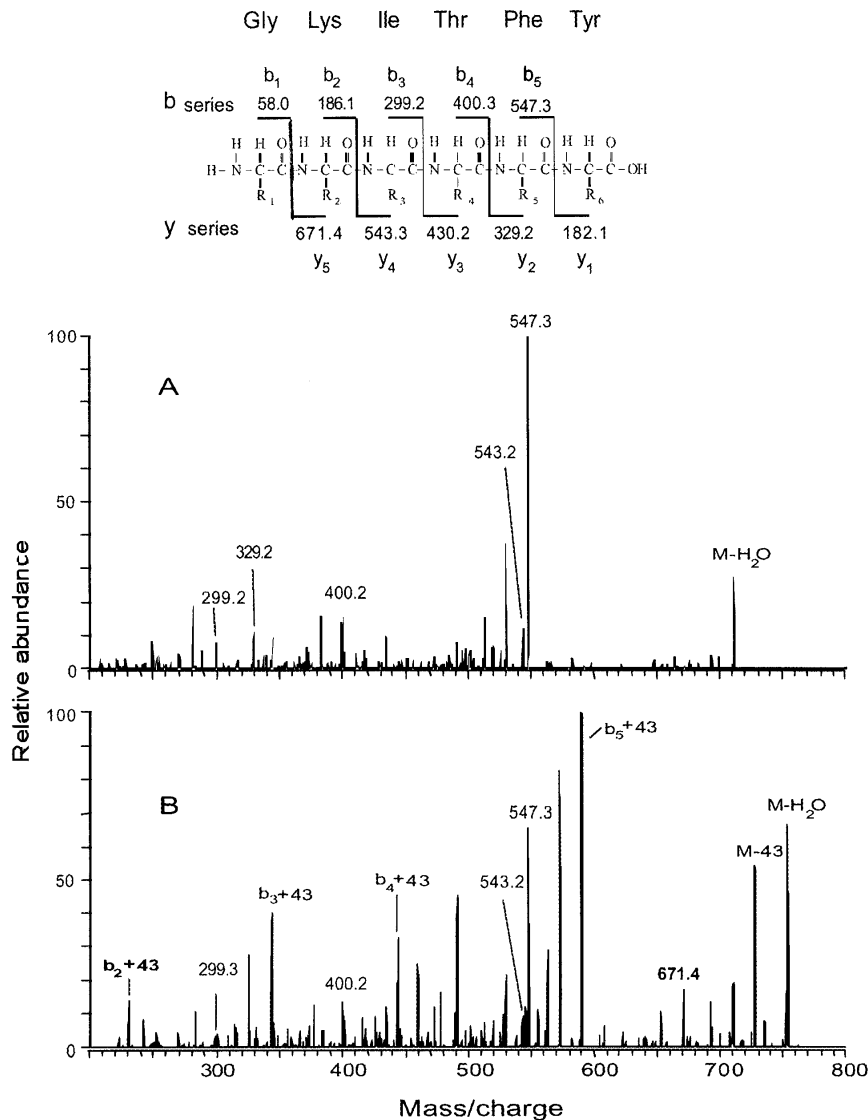 Gly Lys Ile Thr Phe Tyr
b1 b2 b3 b4 b5
b series 58.0 186.1 299.2 400.3 547.3
H H O H H O H H O H H O H H O H H O
H-N-C-C-N-C-C-N-C-C-N-C-C-N-C-C-N-C-C-OH
R1 R2 R3 R4 R5 R6
y series 671.4 543.3 430.2 329.2 182.1
y5 y4 y3 y2 y1
547.3
100
A
543.2
50
329.2
M-H2O
299.2
400.2
0
Relative abundance
100
b5+43
B
547.3
M-H2O
M-43
b3+43
b4+43
543.2
50
b2+43
299.3
400.2
671.4
0
300 400 500 600 700 800
Mass/charge